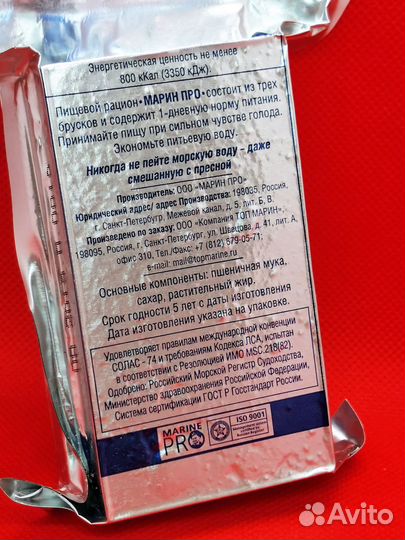 Энергетическая ценность не менее
800 кКал (3350 кДж).
Пищевой рацион «МАРИН ПРО» состоит из трех
брусков и содержит 1-дневную норму питания.
Принимайте пищу при сильном чувстве голода.
Экономьте питьевую воду.
Никогда не пейте морскую воду - даже
смешанную с пресной
Производитель: ООО «МАРИН ПРО»
Юридический адрес/ адрес Производства: 198035, Россия,
г. Санкт-Петербург, Межевой канал, д. 5, лит. Б. В.
Произведено по заказу: ООО «Компания ТОП МАРИН»,
198095, Россия, г. Санкт-Петербург, ул. Швецова, д. 41, лит. А,
офис 310, Тел./Факс: +7 (812) 679-05-71;
e-mail: mail@topmarine.ru
Основные компоненты: пшеничная мука,
сахар, растительный жир.
Срок годности 5 лет с даты изготовления
Дата изготовления указана на упаковке.
Удовлетворяет правилам международной конвенции
СОЛАС - 74 и требованиям Кодекса ЛСА, испытан
в соответствии с Резолюцией ИМО MSC.218(82).
Одобрено: Российский Морской Регистр Судоходства,
Министерство здравоохранения Российской Федерации,
Система сертификации ГОСТ Р Госстандарт России.
MARINE
PRO
ISO 9001
Avito